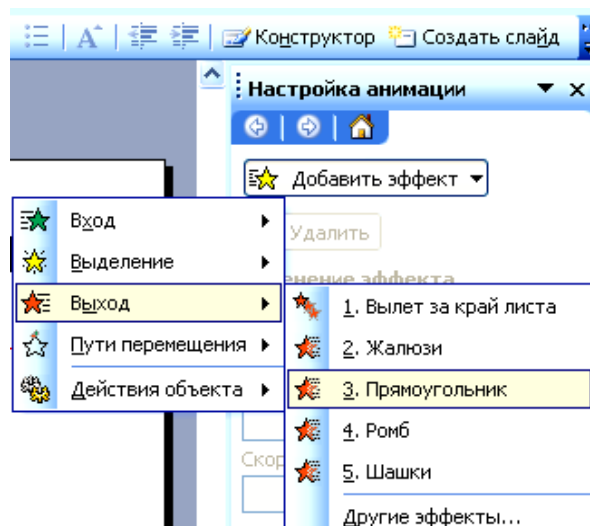 Конструктор Создать слайд
Настройка анимации
Добавить эффект
Удалить
Вход
Выделение
Выход
Пути перемещения
Действия объекта
1. Вылет за край листа
2. Жалюзи
3. Прямоугольник
4. Ромб
5. Шашки
Другие эффекты...